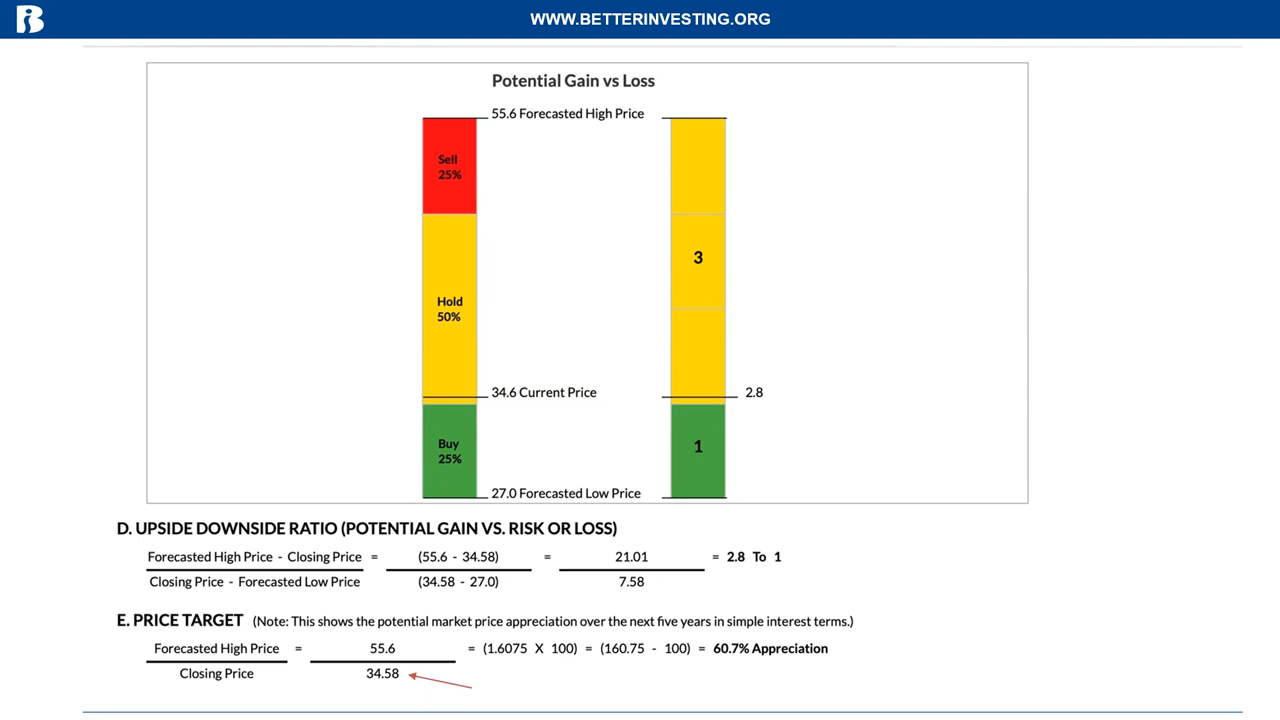 WWW.BETTERINVESTING.ORG
Potential Gain vs Loss
55.6 Forecasted High Price
Sell
25%
3
Hold
50%
34.6 Current Price
2.8
Buy
25%
1
27.0 Forecasted Low Price
D. UPSIDE DOWNSIDE RATIO (POTENTIAL GAIN VS. RISK OR LOSS)
Forecasted High Price - Closing Price = (55.6 - 34.58) = 21.01 = 2.8 To 1
Closing Price - Forecasted Low Price (34.58 - 27.0) 7.58
E. PRICE TARGET (Note: This shows the potential market price appreciation over the next five years in simple interest terms.)
Forecasted High Price = 55.6 = (1.6075 X 100) = (160.75 - 100) = 60.7% Appreciation
Closing Price 34.58